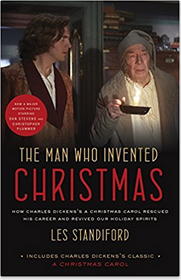 NOW A MAJOR
MOTION PICTURE
STARRING
DAN STEVENS AND
CHRISTOPHER
PLUMMER
THE MAN WHO INVENTED
CHRISTMAS
HOW CHARLES DICKENS'S A CHRISTMAS CAROL RESCUED
HIS CAREER AND REVIVED OUR HOLIDAY SPIRITS
LES STANDIFORD
• INCLUDES CHARLES DICKENS'S CLASSIC •
A CHRISTMAS CAROL